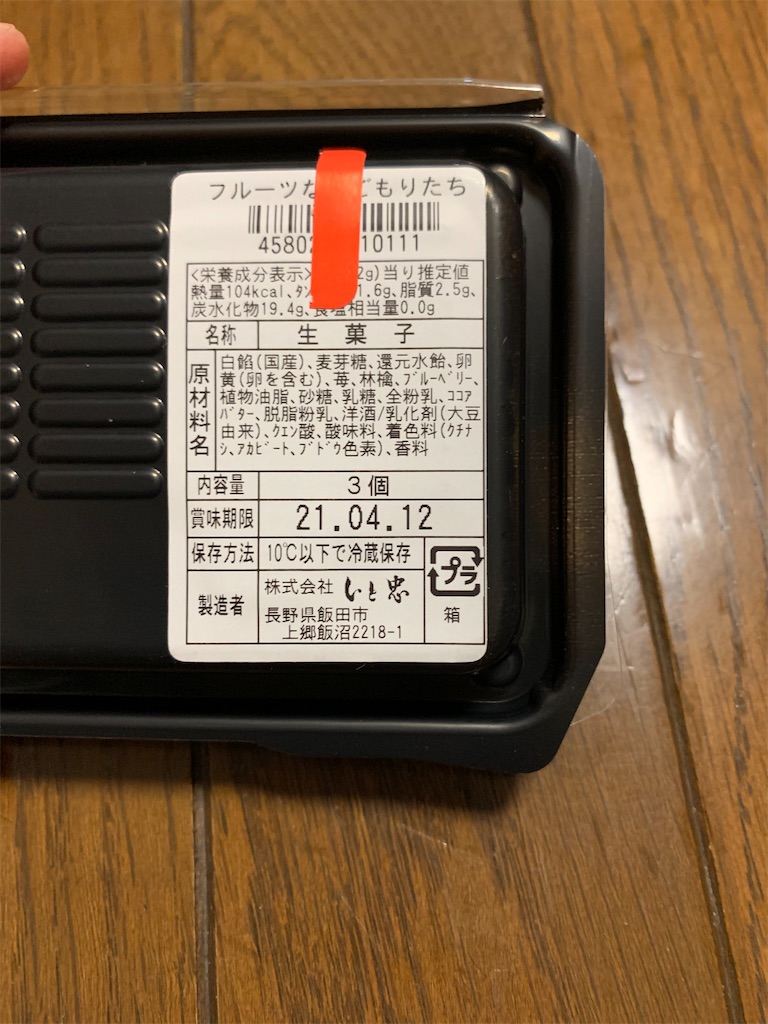 フルーツな ごもりたち
4580 10111
<栄養成分表示> 2g)当り推定値
熱量104kcal、タン 1.6g、脂質2.5g、
炭水化物19.4g、食塩相当量0.0g
名称 生菓子
原材料名
白餡(国産)、麦芽糖、還元水飴、卵
黄(卵を含む)、苺、林檎、ブルーベリー、
植物油脂、砂糖、乳糖、全粉乳、ココア
バター、脱脂粉乳、洋酒/乳化剤(大豆
由来)、クエン酸、酸味料、着色料(クチナ
シ、アカビート、ブドウ色素)、香料
内容量 3個
賞味期限 21.04.12
保存方法 10℃以下で冷蔵保存
製造者
株式会社 いと忠
長野県飯田市
上郷飯沼2218-1
プラ
箱